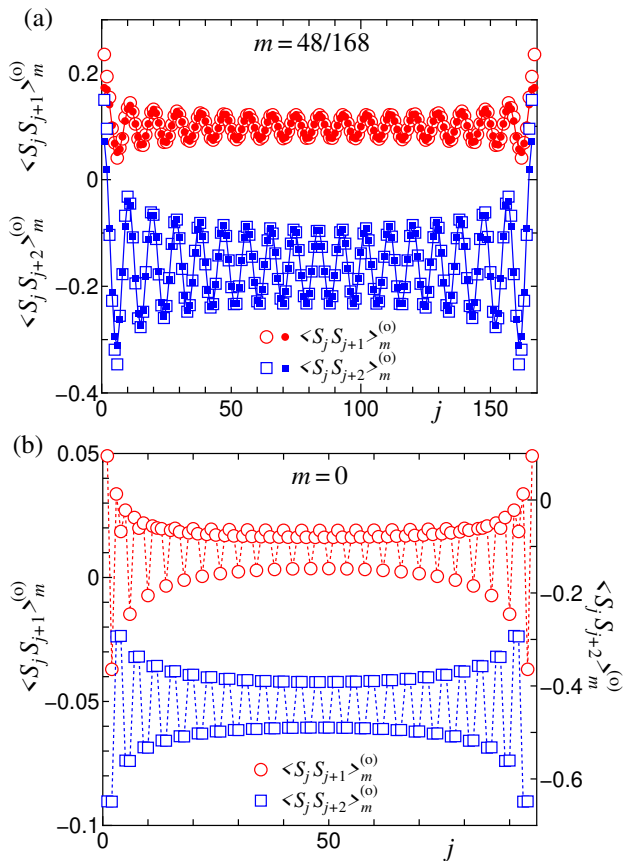 (a)
m = 48/168
<S_j S_{j+1}>_m^{(o)}
<S_j S_{j+2}>_m^{(o)}
0.2
0
−0.2
−0.4
<S_j S_{j+1}>_m^{(o)}
<S_j S_{j+2}>_m^{(o)}
0 50 100 150
j
(b)
m = 0
<S_j S_{j+1}>_m^{(o)}
0.05
0
−0.05
−0.1
<S_j S_{j+2}>_m^{(o)}
0
−0.2
−0.4
−0.6
<S_j S_{j+1}>_m^{(o)}
<S_j S_{j+2}>_m^{(o)}
0 50
j